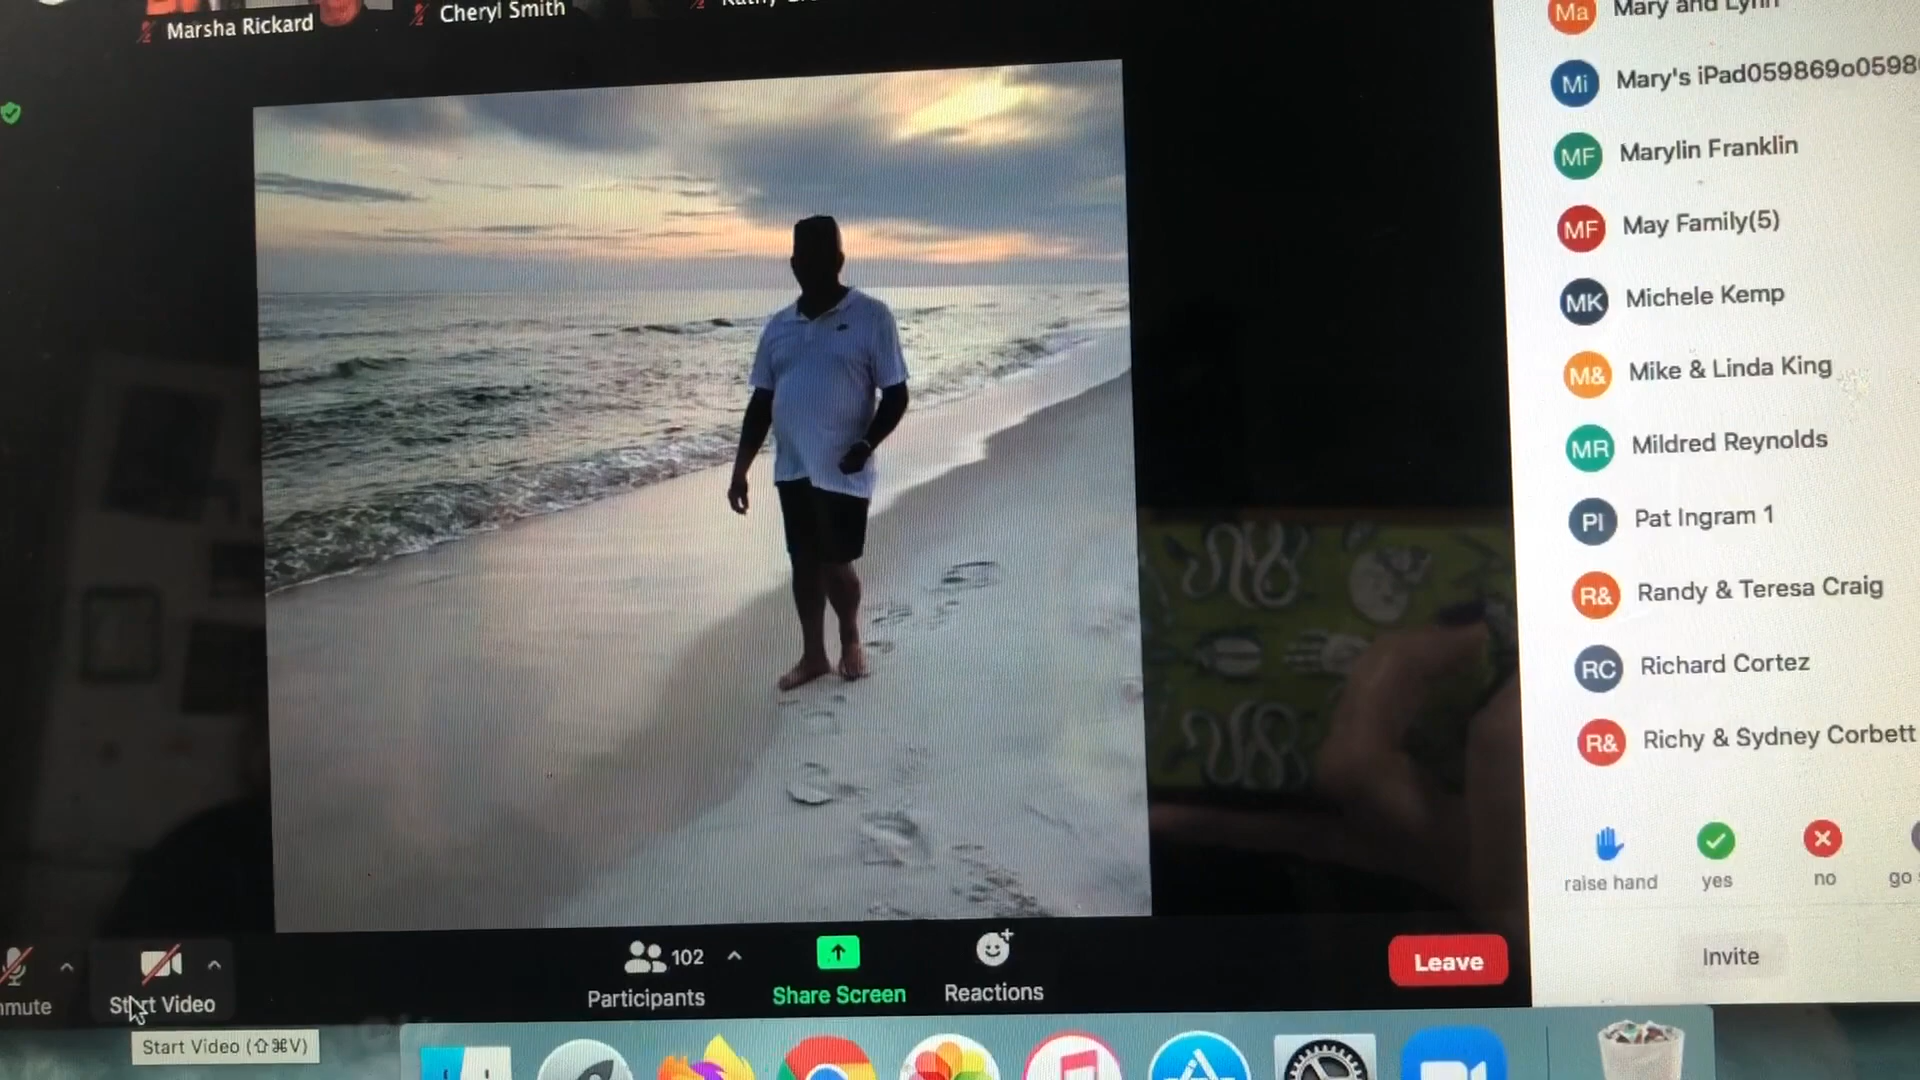 Marsha Rickard
Cheryl Smith
Ma Mary and Lynn
Mi Mary's iPad059869o0598
MF Marylin Franklin
MF May Family(5)
MK Michele Kemp
M& Mike & Linda King
MR Mildred Reynolds
PI Pat Ingram 1
R& Randy & Teresa Craig
RC Richard Cortez
R& Richy & Sydney Corbett
raise hand
yes
no
go
Invite
Start Video
102
Participants
Share Screen
Reactions
Leave
Start Video (⇧⌘V)